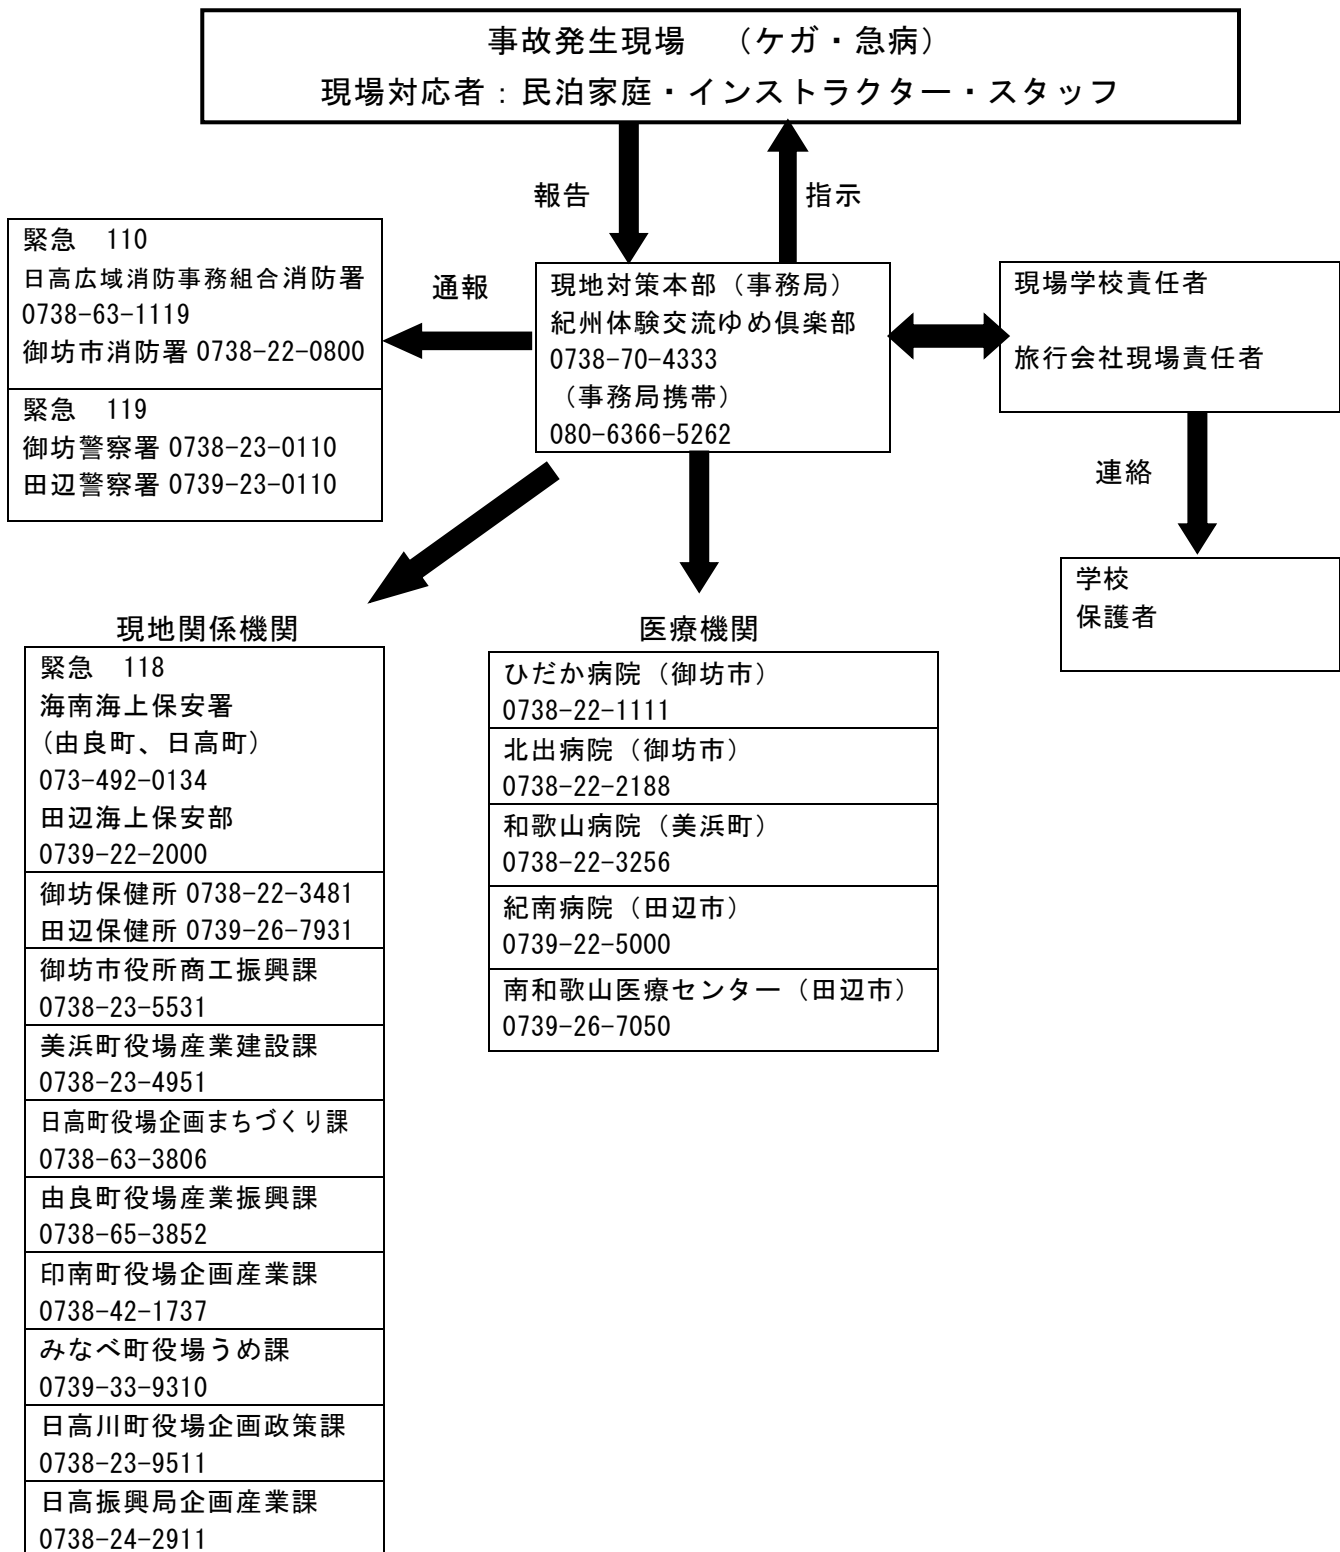 事故発生現場　（ケガ・急病）
現場対応者：民泊家庭・インストラクター・スタッフ
報告
指示
緊急　110
日高広域消防事務組合消防署
0738-63-1119
御坊市消防署 0738-22-0800
緊急　119
御坊警察署 0738-23-0110
田辺警察署 0739-23-0110
通報
現地対策本部（事務局）
紀州体験交流ゆめ倶楽部
0738-70-4333
（事務局携帯）
080-6366-5262
現場学校責任者
旅行会社現場責任者
連絡
学校
保護者
現地関係機関
緊急　118
海南海上保安署
（由良町、日高町）
073-492-0134
田辺海上保安部
0739-22-2000
御坊保健所 0738-22-3481
田辺保健所 0739-26-7931
御坊市役所商工振興課
0738-23-5531
美浜町役場産業建設課
0738-23-4951
日高町役場企画まちづくり課
0738-63-3806
由良町役場産業振興課
0738-65-3852
印南町役場企画産業課
0738-42-1737
みなべ町役場うめ課
0739-33-9310
日高川町役場企画政策課
0738-23-9511
日高振興局企画産業課
0738-24-2911
医療機関
ひだか病院（御坊市）
0738-22-1111
北出病院（御坊市）
0738-22-2188
和歌山病院（美浜町）
0738-22-3256
紀南病院（田辺市）
0739-22-5000
南和歌山医療センター（田辺市）
0739-26-7050